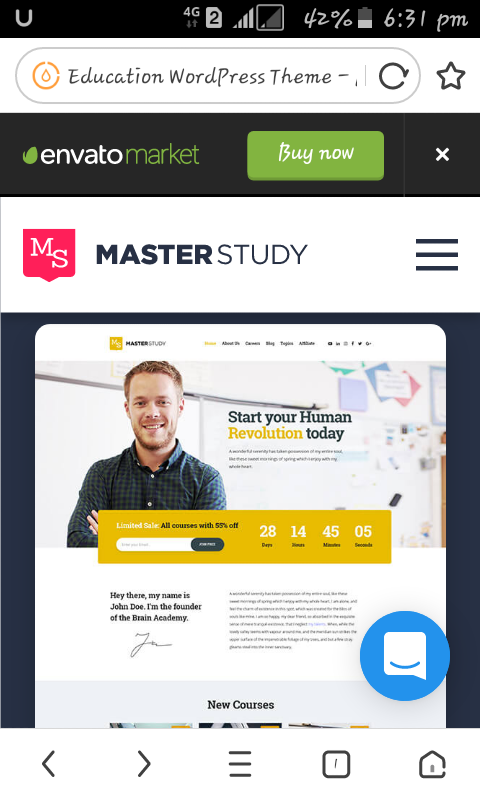 4G 2 42% 6:31 pm
Education WordPress Theme –
envato market
Buy now
MS MASTERSTUDY
MS MASTERSTUDY Home About Us Careers Blog Topics Affiliate
Start your Human
Revolution today
A wonderful serenity has taken possession of my entire soul,
like these sweet mornings of spring which I enjoy with my
whole heart.
Limited Sale: All courses with 55% off
28 14 45 05
Days Hours Minutes Seconds
Enter your Email JOIN FREE
Hey there, my name is
John Doe. I'm the founder
of the Brain Academy.
A wonderful serenity has taken possession of my entire soul, like these
sweet mornings of spring which I enjoy with my whole heart. I am alone, and
feel the charm of existence in this spot, which was created for the bliss of
souls like mine. I am so happy, my dear friend, so absorbed in the exquisite
sense of mere tranquil existence, that I neglect my talents. When, while the
lovely valley teems with vapour around me, and the meridian sun strikes the
upper surface of the impenetrable foliage of my trees, and but a few stray
gleams steal into the inner sanctuary.
New Courses